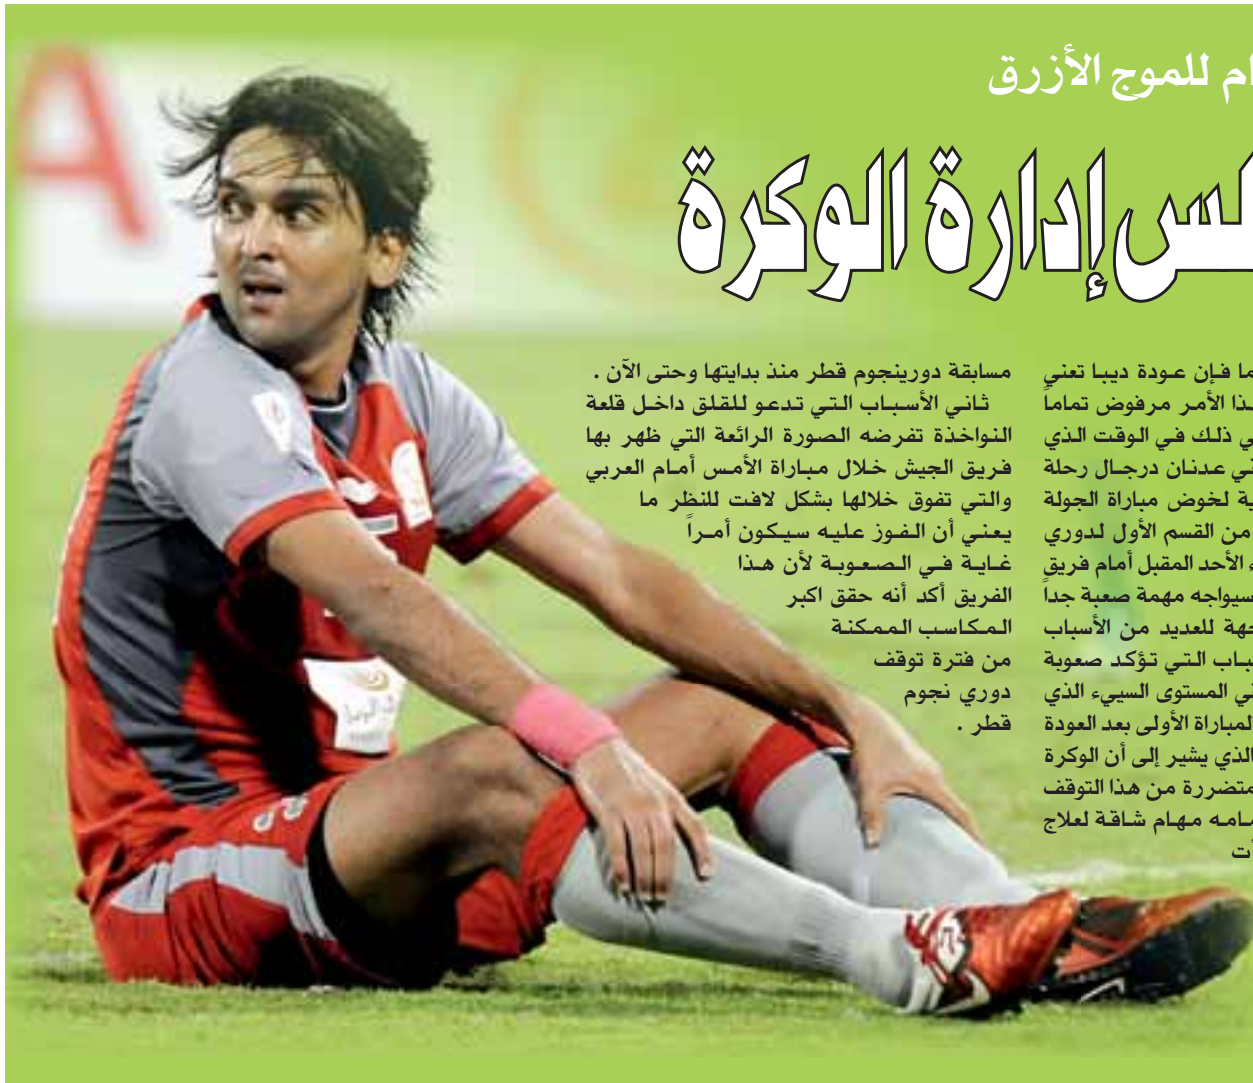 ام للموج الأزرق
لس إدارة الوكرة
ما فإن عودة ديبا تعني
ذا الأمر مرفوض تماماً
ي ذلك في الوقت الذي
ني عدنان درجال رحلة
ية لخوض مباراة الجولة
من القسم الأول لدوري
ء الأحد المقبل أمام فريق
سيواجه مهمة صعبة جداً
جهة للعديد من الأسباب
باب التي تؤكد صعوبة
ني المستوى السيء الذي
لمباراة الأولى بعد العودة
الذي يشير إلى أن الوكرة
متضررة من هذا التوقف
مامه مهام شاقة لعلاج
أت
مسابقة دورينجوم قطر منذ بدايتها وحتى الآن .
ثاني الأسباب التي تدعو للقلق داخل قلعة
النواخذة تفرضه الصورة الرائعة التي ظهر بها
فريق الجيش خلال مباراة الأمس أمام العربي
والتي تفوق خلالها بشكل لافت للنظر ما
يعني أن الفوز عليه سيكون أمراً
غاية في الصعوبة لأن هذا
الفريق أكد أنه حقق اكبر
المكاسب الممكنة
من فترة توقف
دوري نجوم
قطر .